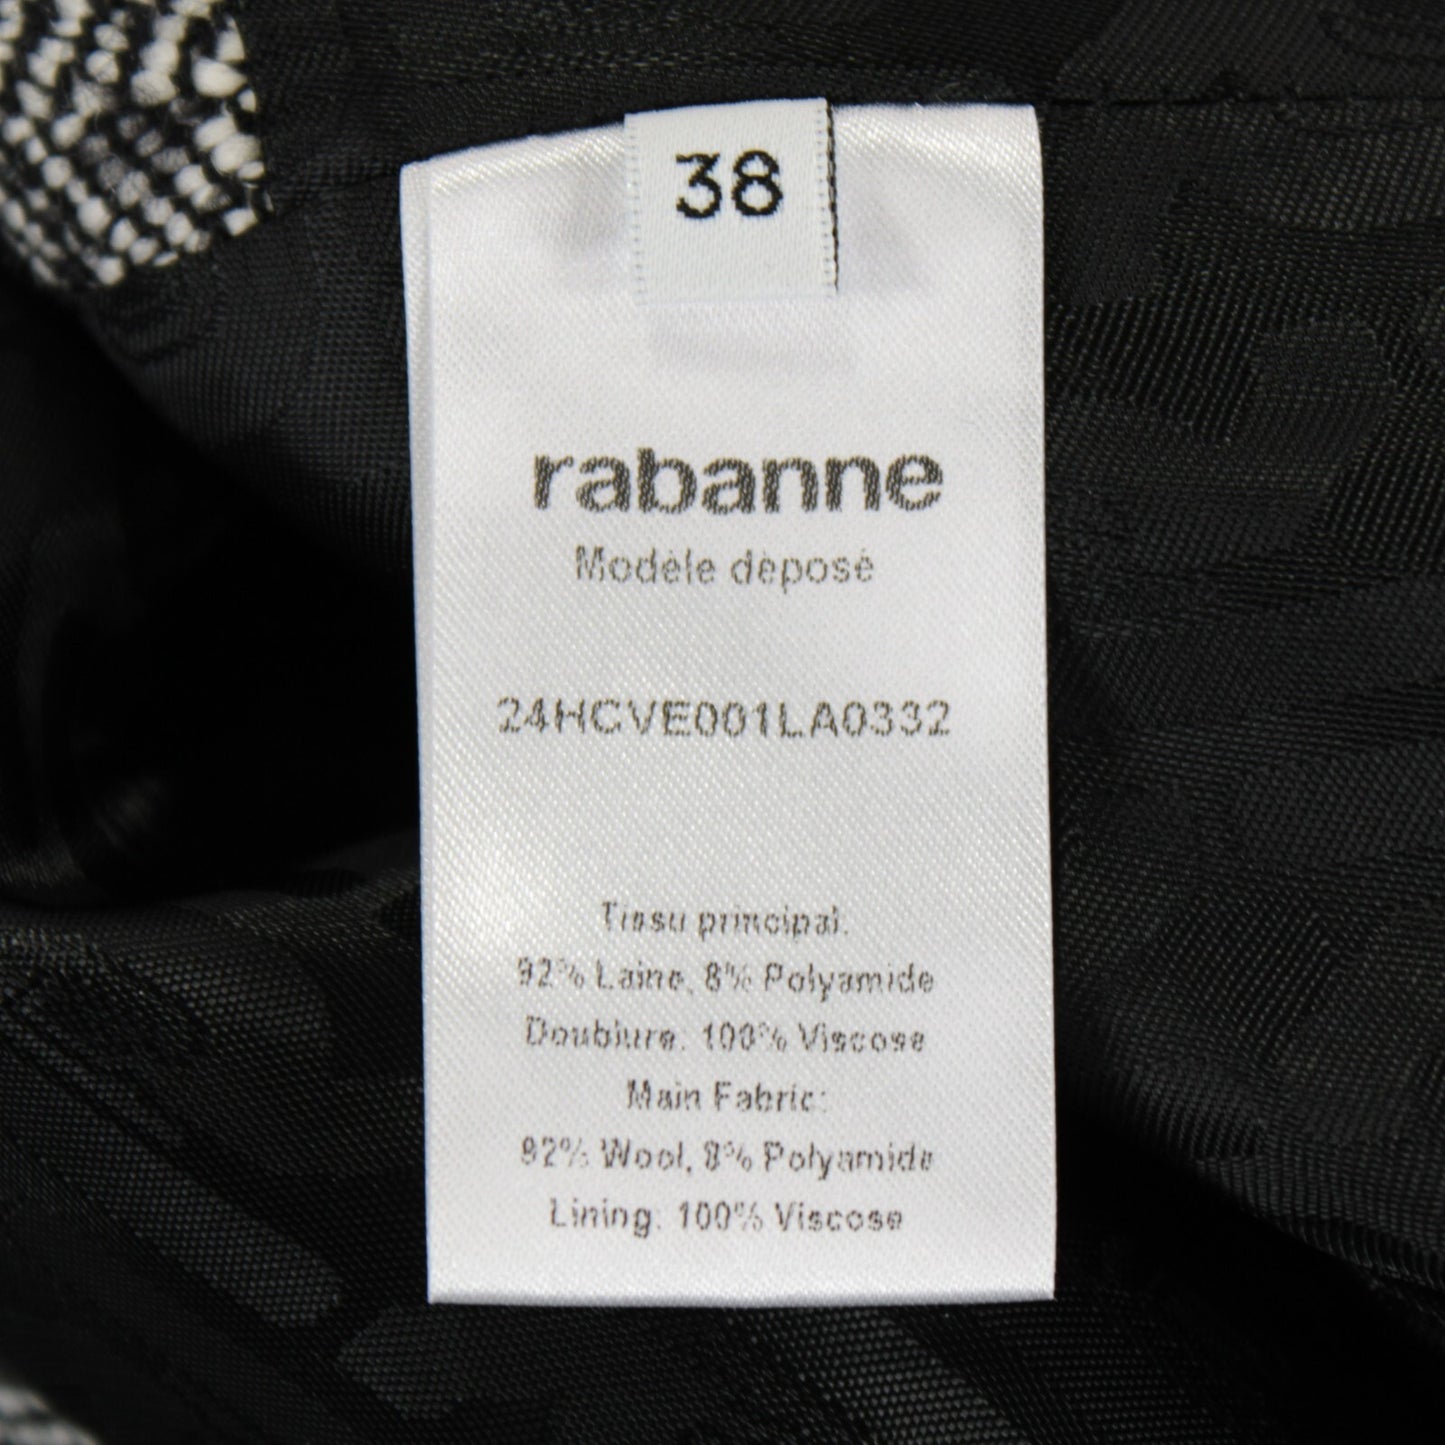 38
rabanne
Modèle déposé
24HCVE001LA0332
Tissu principal:
92% Laine, 8% Polyamide
Doublure: 100% Viscose
Main Fabric:
92% Wool, 8% Polyamide
Lining: 100% Viscose